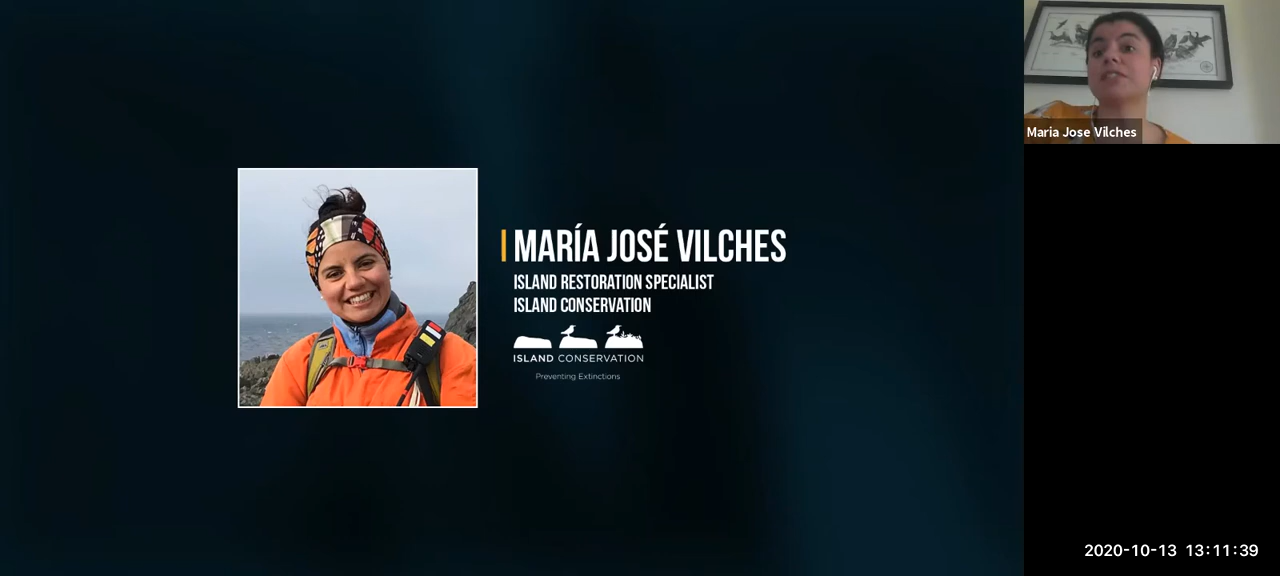 MARÍA JOSÉ VILCHES
ISLAND RESTORATION SPECIALIST
ISLAND CONSERVATION
ISLAND CONSERVATION
Preventing Extinctions
Maria Jose Vilches
2020-10-13 13:11:39